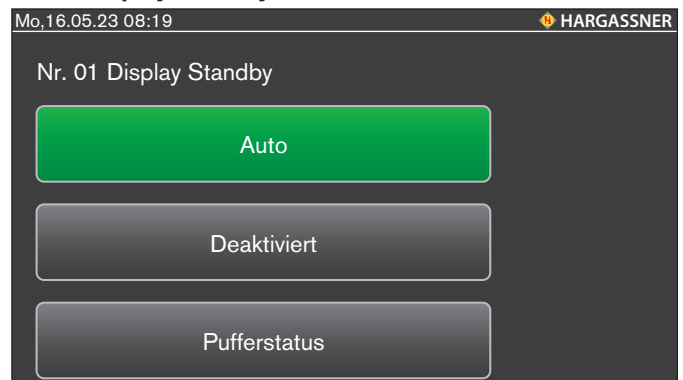 Mo,16.05.23 08:19 HARGASSNER
Nr. 01 Display Standby
Auto
Deaktiviert
Pufferstatus